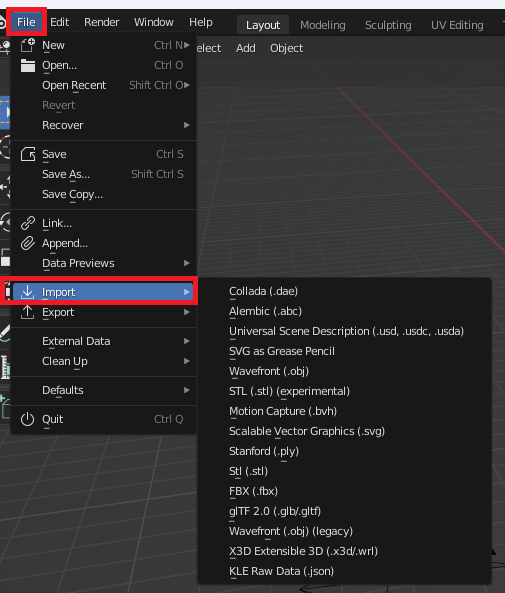 File Edit Render Window Help Layout Modeling Sculpting UV Editing
elect Add Object
New Ctrl N
Open... Ctrl O
Open Recent Shift Ctrl O
Revert
Recover
Save Ctrl S
Save As... Shift Ctrl S
Save Copy...
Link...
Append...
Data Previews
Import
Export
External Data
Clean Up
Defaults
Quit Ctrl Q
Collada (.dae)
Alembic (.abc)
Universal Scene Description (.usd, .usdc, .usda)
SVG as Grease Pencil
Wavefront (.obj)
STL (.stl) (experimental)
Motion Capture (.bvh)
Scalable Vector Graphics (.svg)
Stanford (.ply)
Stl (.stl)
FBX (.fbx)
glTF 2.0 (.glb/.gltf)
Wavefront (.obj) (legacy)
X3D Extensible 3D (.x3d/.wrl)
KLE Raw Data (.json)